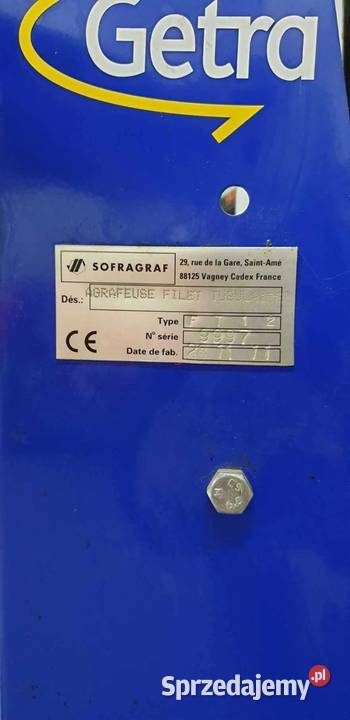 Getra
SOFRAGRAF
29, rue de la Gare, Saint-Amé
88125 Vagney Cedex France
Dés.: AGRAFEUSE FILET
Type
N° série 9997
Date de fab.
CE
Sprzedajemy.pl